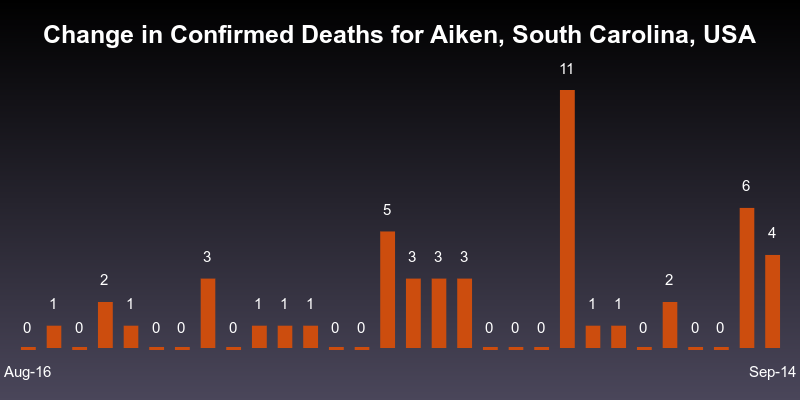 Change in Confirmed Deaths for Aiken, South Carolina, USA
0 1 0 2 1 0 0 3 0 1 1 1 0 0 5 3 3 3 0 0 0 11 1 1 0 2 0 0 6 4
Aug-16 Sep-14